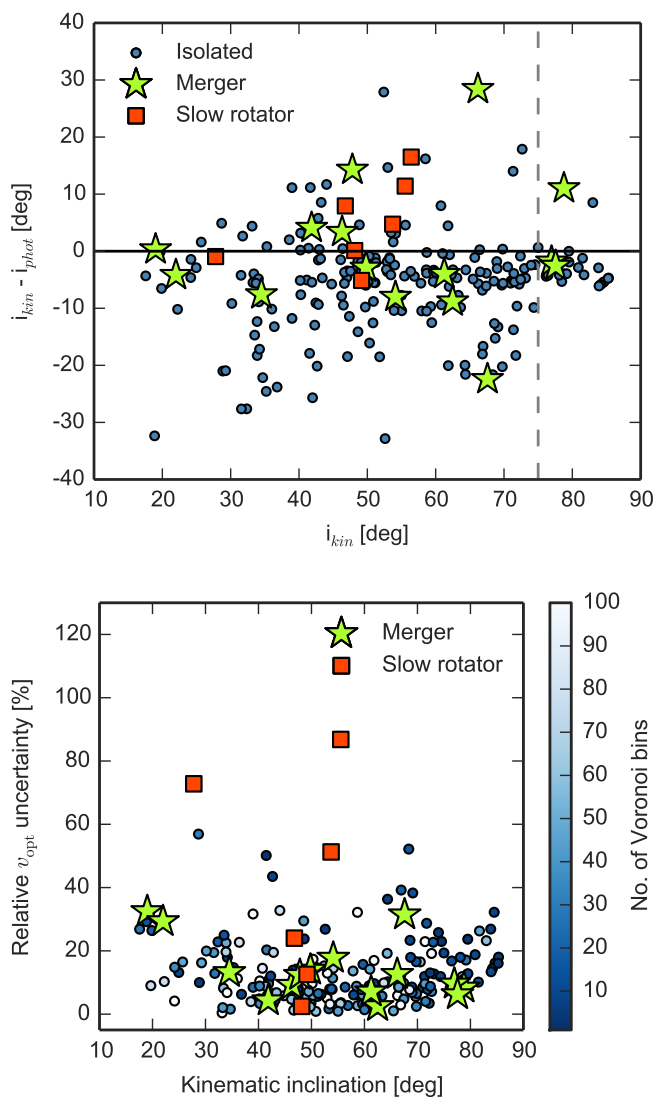 Isolated
Merger
Slow rotator
40
30
20
10
0
-10
-20
-30
-40
i_kin - i_phot [deg]
10 20 30 40 50 60 70 80 90
i_kin [deg]
Merger
Slow rotator
120
100
80
60
40
20
0
Relative v_opt uncertainty [%]
10 20 30 40 50 60 70 80 90
Kinematic inclination [deg]
100
90
80
70
60
50
40
30
20
10
No. of Voronoi bins